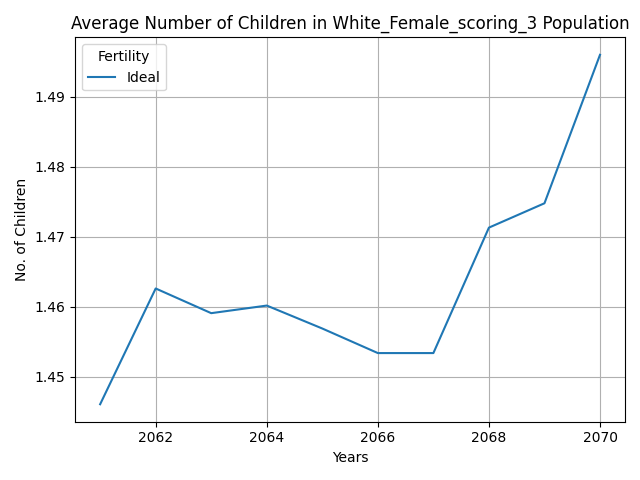 Average Number of Children in White_Female_scoring_3 Population
Fertility
Ideal
No. of Children
1.49
1.48
1.47
1.46
1.45
2062 2064 2066 2068 2070
Years